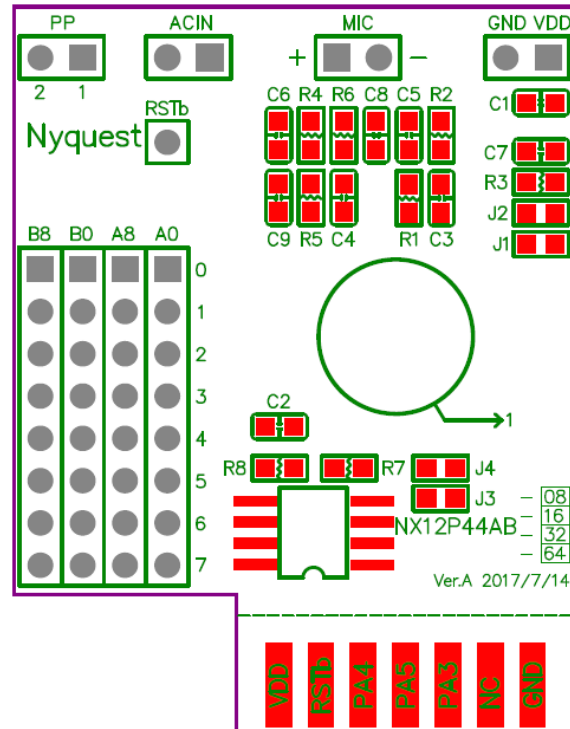 PP ACIN MIC GND VDD
+ -
2 1
C6 R4 R6 C8 C5 R2 C1
RSTb
Nyquest
C7
R3
J2
C9 R5 C4 R1 C3 J1
B8 B0 A8 A0
0
1
2
3
4
5
6
7
1
C2
R8 R7 J4
J3
NX12P44AB
08
16
32
64
Ver.A 2017/7/14
VDD RSTb PA4 PA5 PA3 NC GND